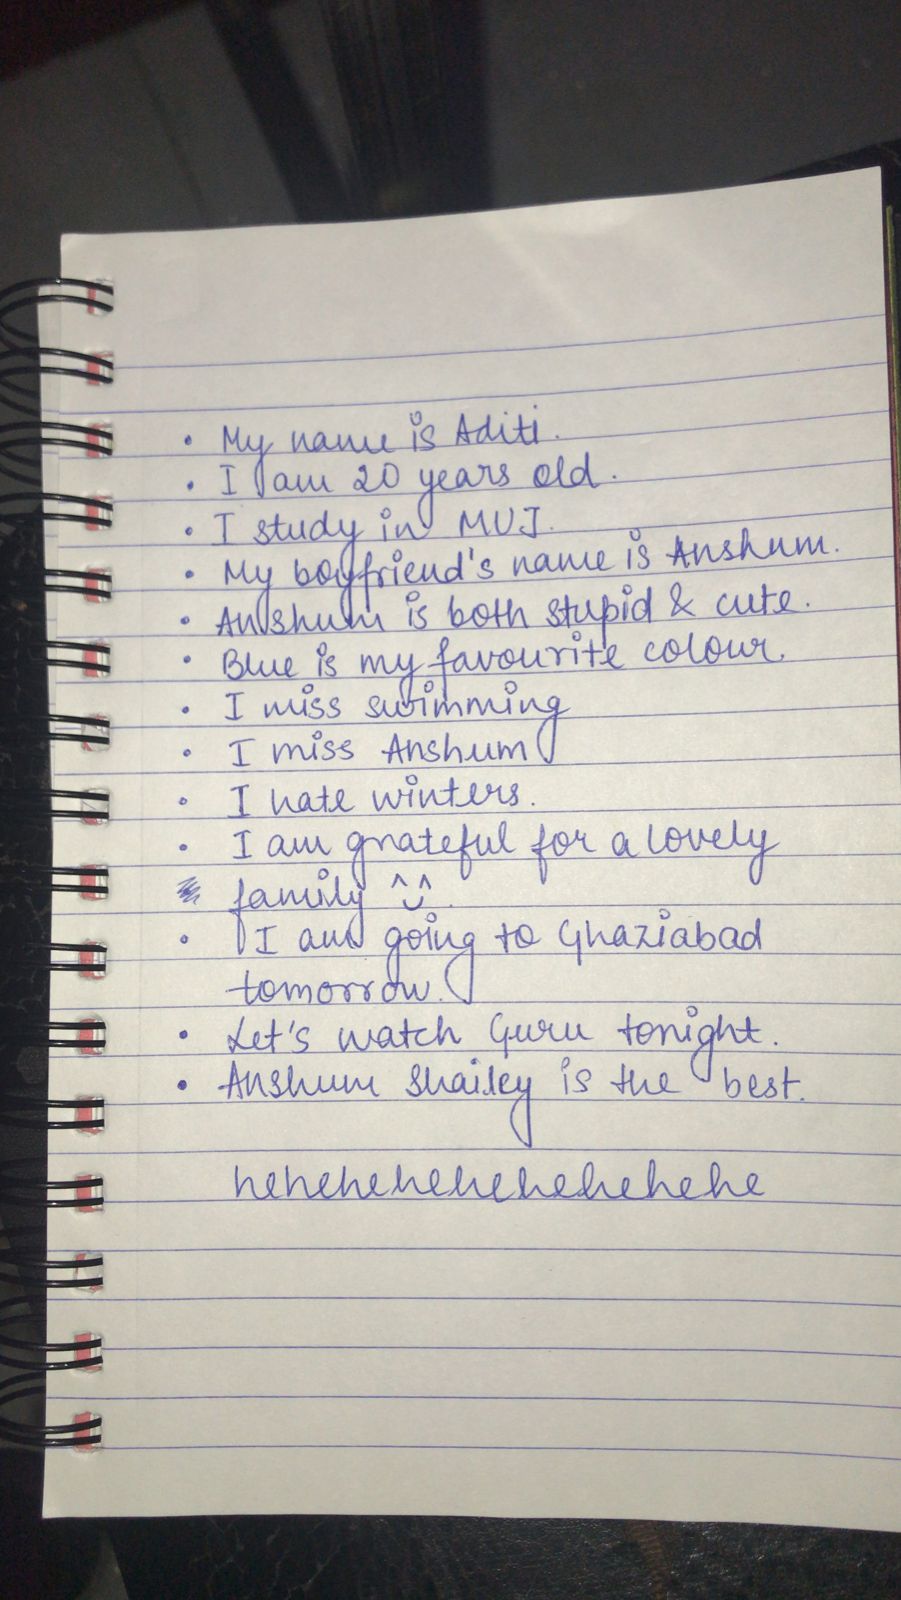 • My name is Aditi.
• I am 20 years old.
• I study in MUJ.
• My boyfriend's name is Anshum.
• Anshum is both stupid & cute.
• Blue is my favourite colour.
• I miss swimming
• I miss Anshum
• I hate winters.
• I am grateful for a lovely
family ^‿^.
• I am going to Ghaziabad
tomorrow.
• Let's watch Guru tonight.
• Anshum Shailey is the best.
hehehehehehehehehe